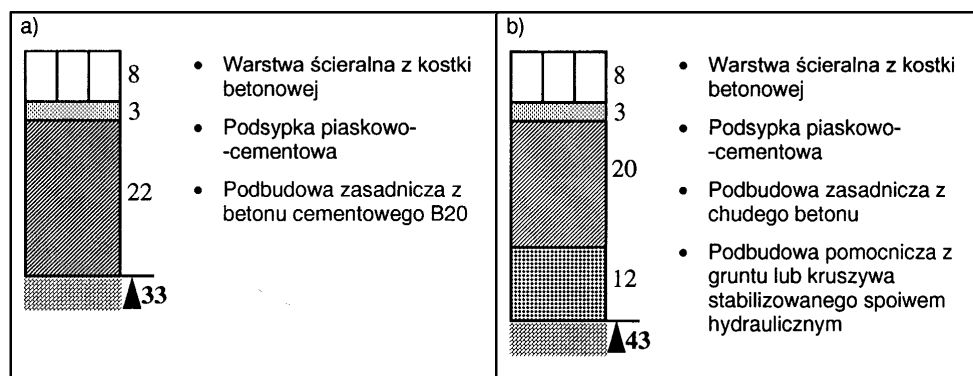 a)
8
3
22
33
• Warstwa ścieralna z kostki
betonowej
• Podsypka piaskowo-
-cementowa
• Podbudowa zasadnicza z
betonu cementowego B20
b)
8
3
20
12
43
• Warstwa ścieralna z kostki
betonowej
• Podsypka piaskowo-
-cementowa
• Podbudowa zasadnicza z
chudego betonu
• Podbudowa pomocnicza z
gruntu lub kruszywa
stabilizowanego spoiwem
hydraulicznym